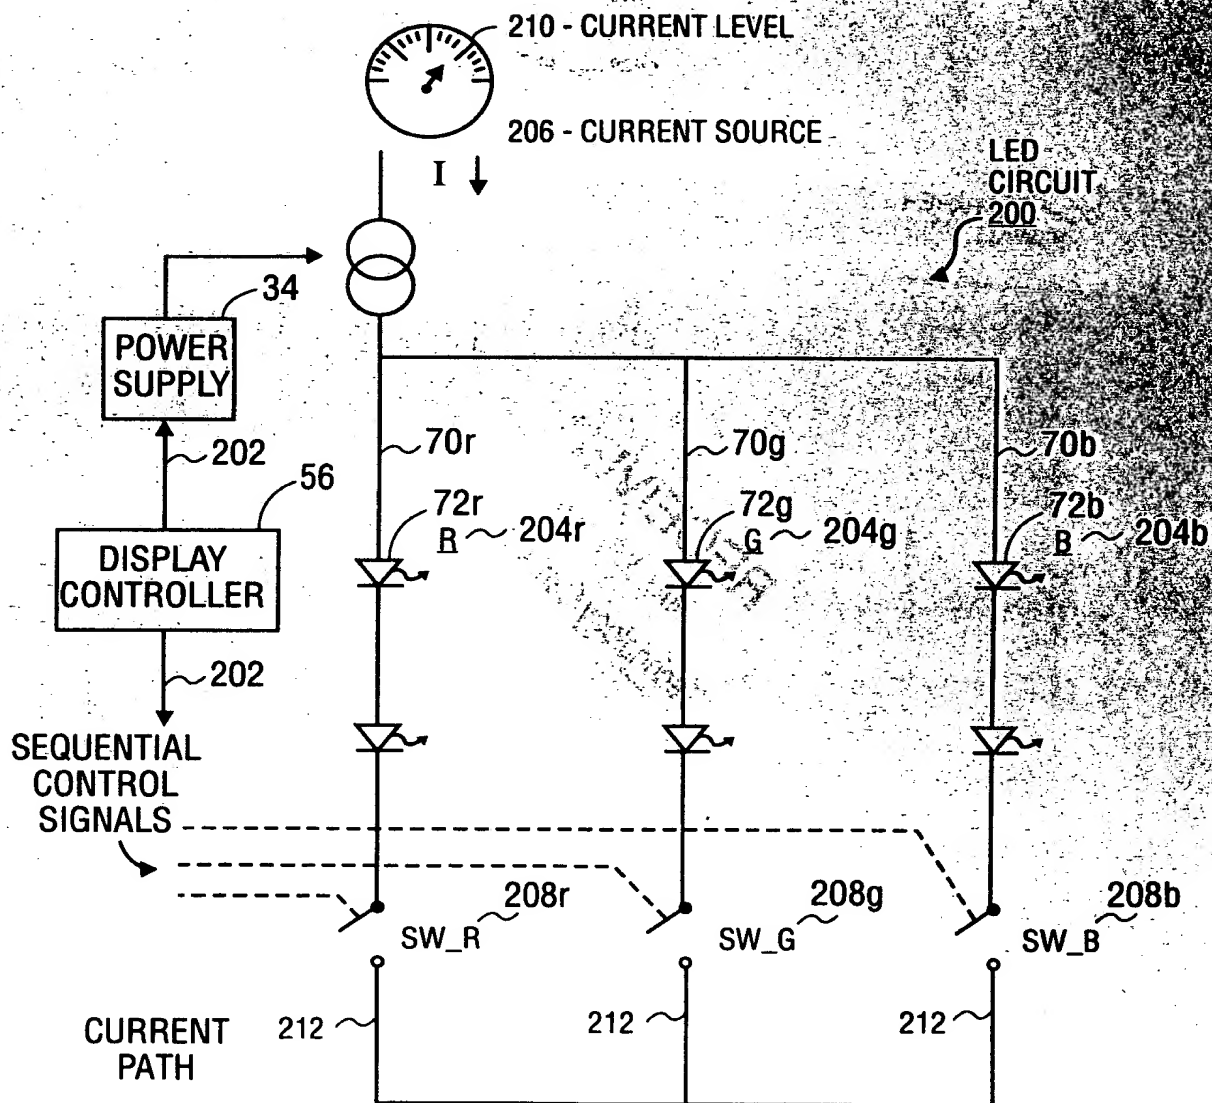 210 - CURRENT LEVEL
206 - CURRENT SOURCE
I
LED
CIRCUIT
200
34
POWER
SUPPLY
202
56
DISPLAY
CONTROLLER
202
70r
70g
70b
72r
R 204r
72g
G 204g
72b
B 204b
SEQUENTIAL
CONTROL
SIGNALS
208r
SW_R
208g
SW_G
208b
SW_B
CURRENT
PATH
212
212
212